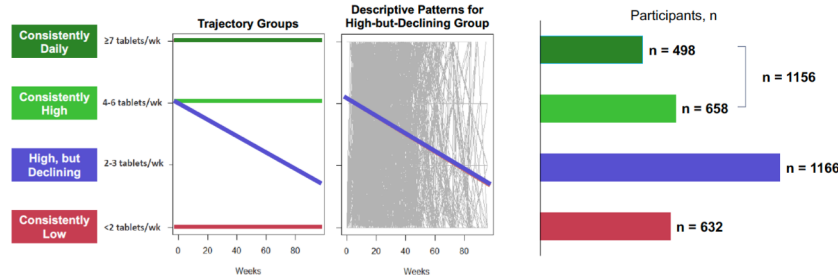 Trajectory Groups
Descriptive Patterns for
High-but-Declining Group
Participants, n
Consistently
Daily
≥7 tablets/wk
Consistently
High
4-6 tablets/wk
High, but
Declining
2-3 tablets/wk
Consistently
Low
<2 tablets/wk
0 20 40 60 80
Weeks
0 20 40 60 80
Weeks
n = 498
n = 1156
n = 658
n = 1166
n = 632